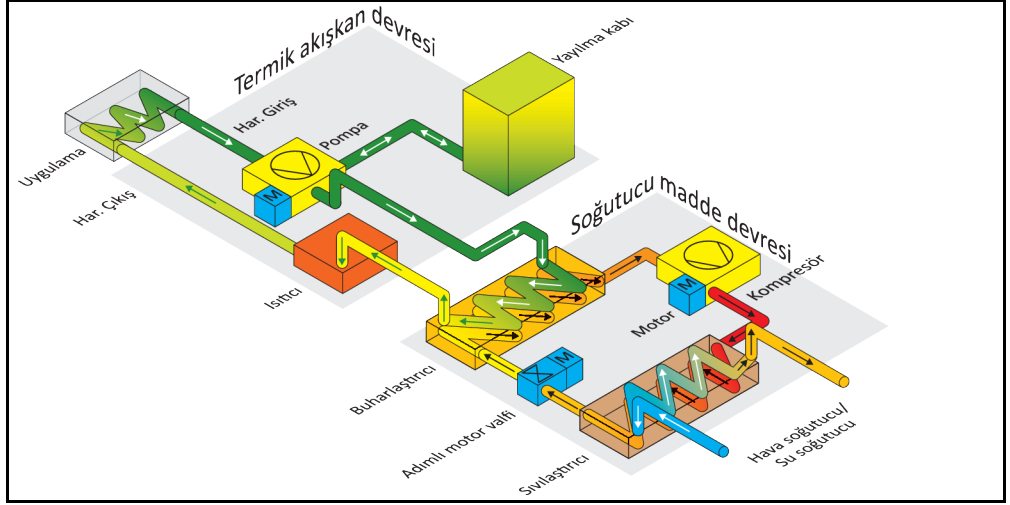 Termik akışkan devresi
Yayılma kabı
Har. Giriş
Pompa
M
Uygulama
Har. Çıkış
Isıtıcı
Soğutucu madde devresi
Kompresör
M
Motor
M
Buharlaştırıcı
Adımlı motor valfi
Sıvılaştırıcı
Hava soğutucu/
Su soğutucu